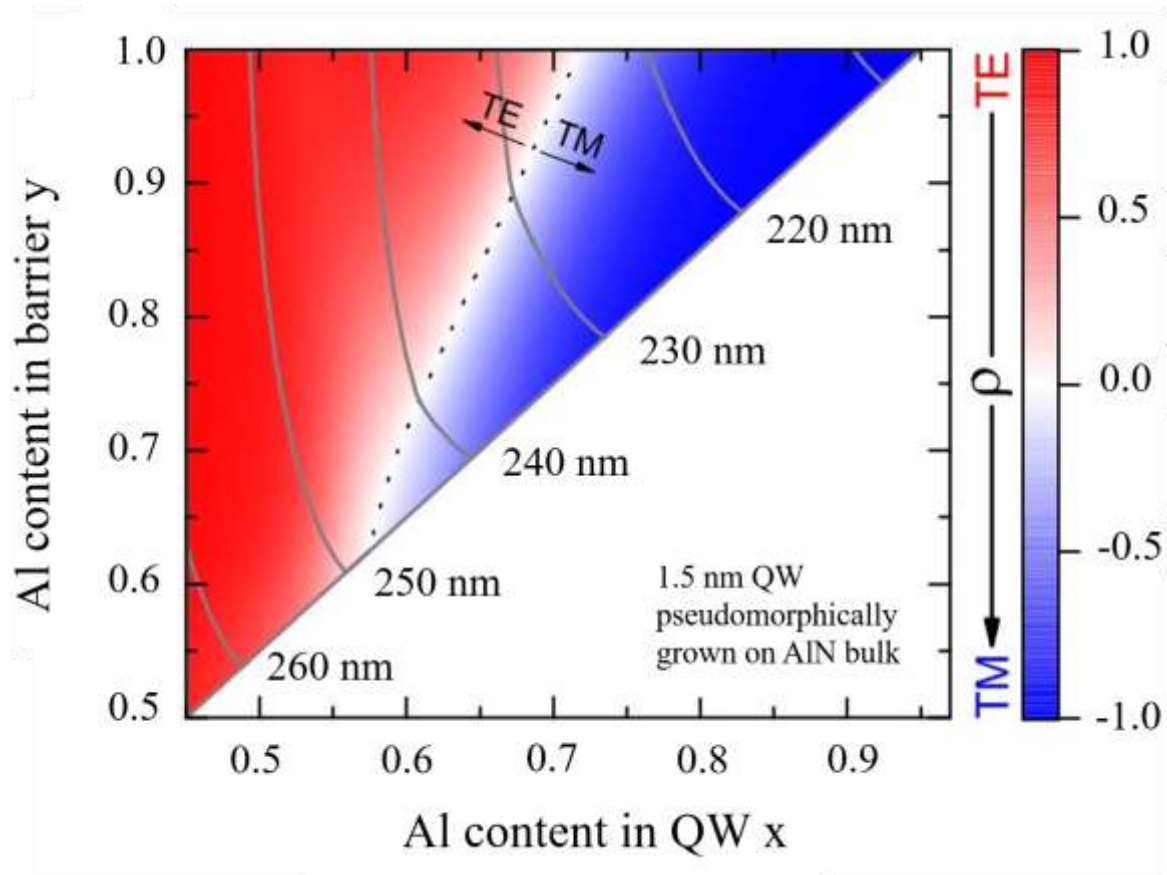 Al content in barrier y
1.0
0.9
0.8
0.7
0.6
0.5
TE
TM
220 nm
230 nm
240 nm
250 nm
260 nm
1.5 nm QW
pseudomorphically
grown on AlN bulk
0.5
0.6
0.7
0.8
0.9
Al content in QW x
TE
ρ
TM
1.0
0.5
0.0
-0.5
-1.0